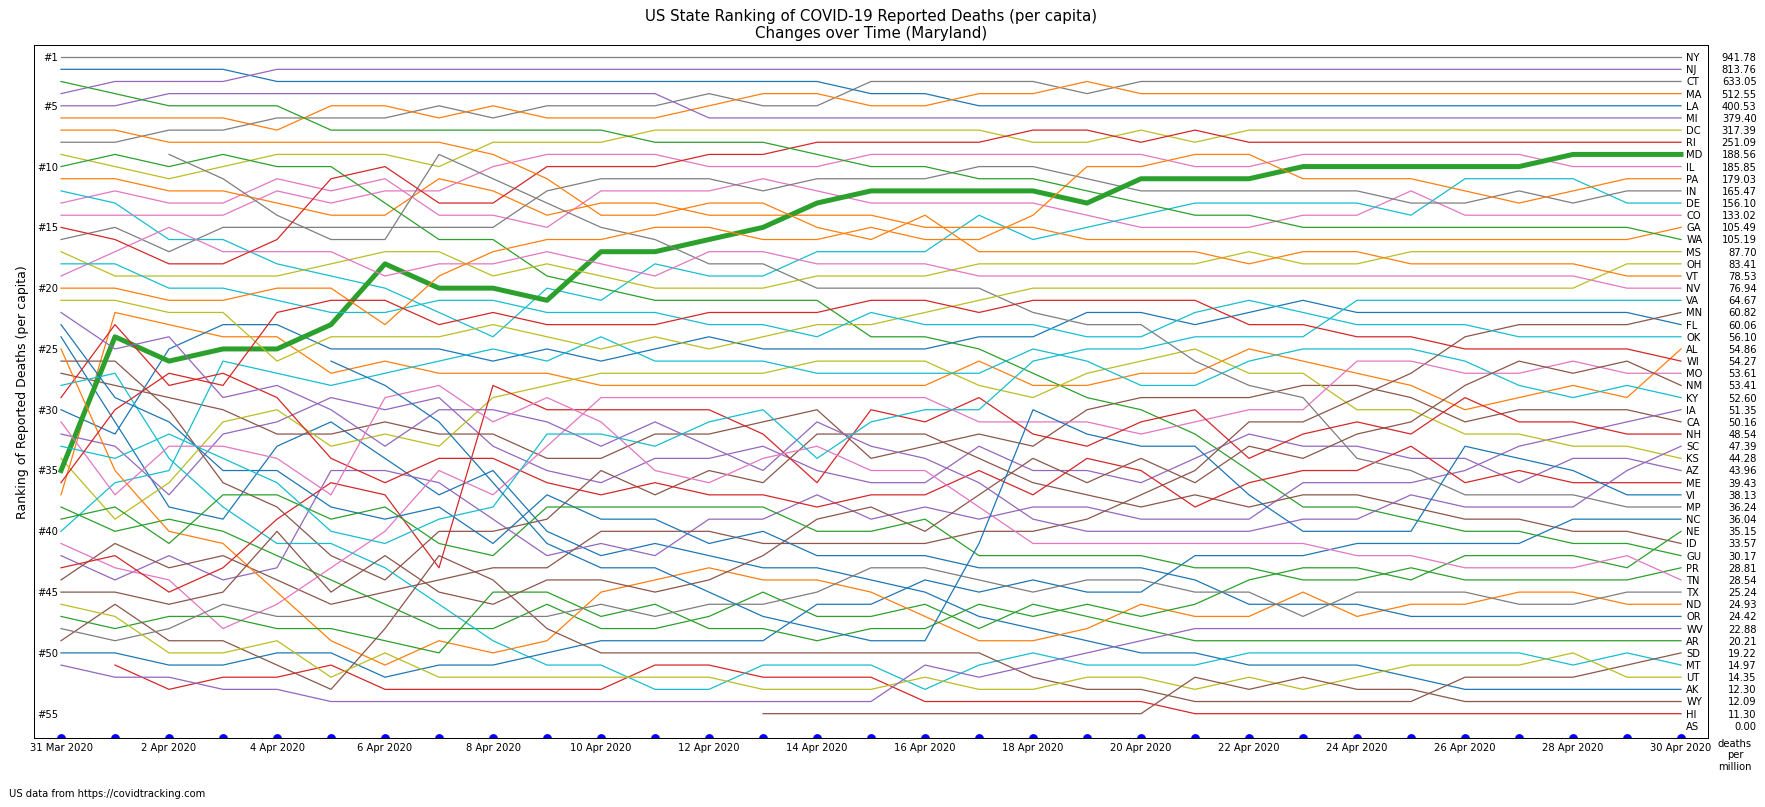 US State Ranking of COVID-19 Reported Deaths (per capita)
Changes over Time (Maryland)
Ranking of Reported Deaths (per capita)
#1
#5
#10
#15
#20
#25
#30
#35
#40
#45
#50
#55
NY 941.78
NJ 813.76
CT 633.05
MA 512.55
LA 400.53
MI 379.40
DC 317.39
RI 251.09
MD 188.56
IL 185.85
PA 179.03
IN 165.47
DE 156.10
CO 133.02
GA 105.49
WA 105.19
MS 87.70
OH 83.41
VT 78.53
NV 76.94
VA 64.67
MN 60.82
FL 60.06
OK 56.10
AL 54.86
WI 54.27
MO 53.61
NM 53.41
KY 52.60
IA 51.35
CA 50.16
NH 48.54
SC 47.39
KS 44.28
AZ 43.96
ME 39.43
VI 38.13
MP 36.24
NC 36.04
NE 35.15
ID 33.57
GU 30.17
PR 28.81
TN 28.54
TX 25.24
ND 24.93
OR 24.42
WV 22.88
AR 20.21
SD 19.22
MT 14.97
UT 14.35
AK 12.30
WY 12.09
HI 11.30
AS 0.00
31 Mar 2020 2 Apr 2020 4 Apr 2020 6 Apr 2020 8 Apr 2020 10 Apr 2020 12 Apr 2020 14 Apr 2020 16 Apr 2020 18 Apr 2020 20 Apr 2020 22 Apr 2020 24 Apr 2020 26 Apr 2020 28 Apr 2020 30 Apr 2020
deaths
per
million
US data from https://covidtracking.com